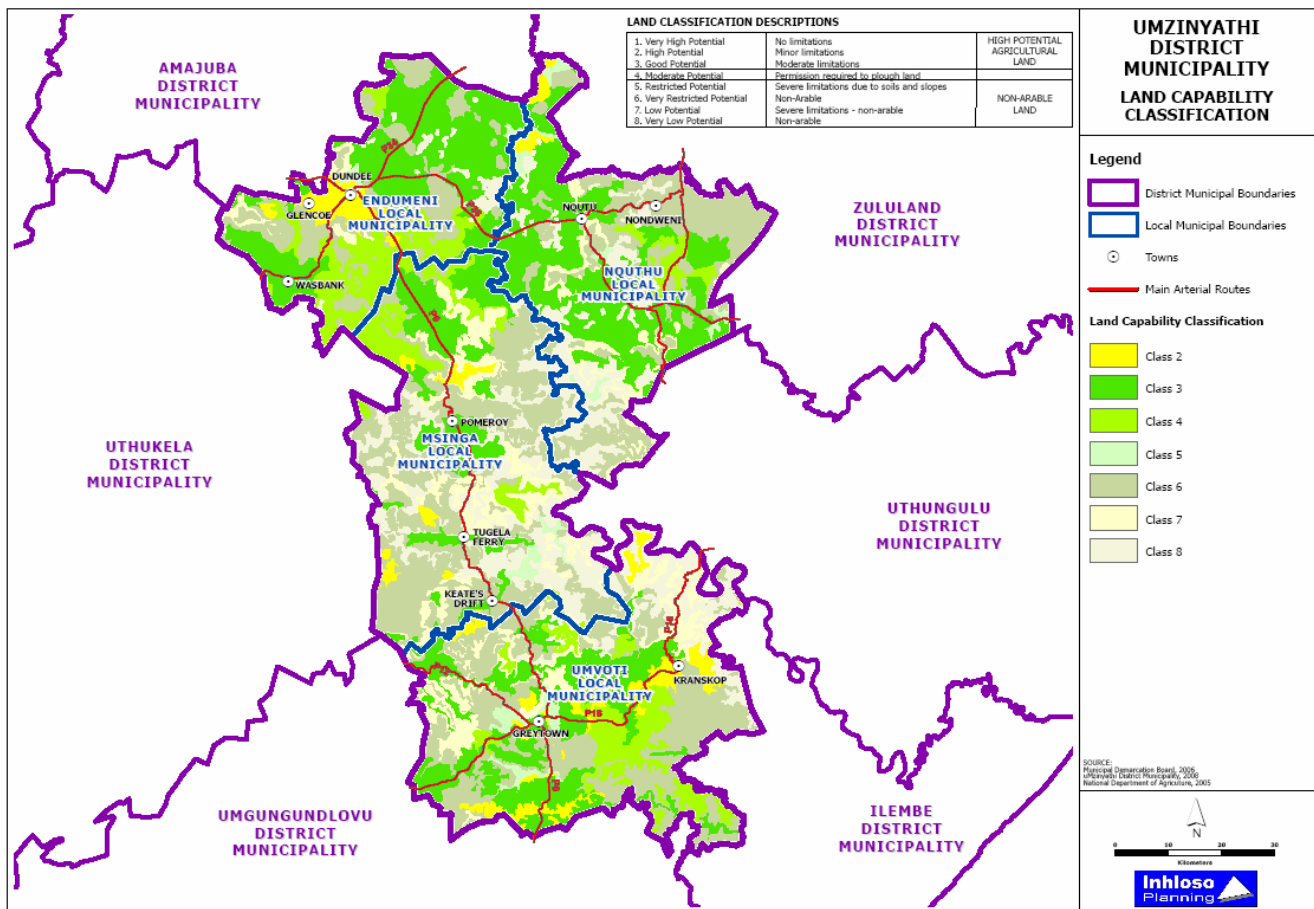 LAND CLASSIFICATION DESCRIPTIONS
1. Very High Potential No limitations
2. High Potential Minor limitations
3. Good Potential Moderate limitations
HIGH POTENTIAL
AGRICULTURAL
LAND
4. Moderate Potential Permission required to plough land
5. Restricted Potential Severe limitations due to soils and slopes
6. Very Restricted Potential Non-Arable
7. Low Potential Severe limitations - non-arable
8. Very Low Potential Non-arable
NON-ARABLE
LAND
UMZINYATHI
DISTRICT
MUNICIPALITY
LAND CAPABILITY
CLASSIFICATION
Legend
District Municipal Boundaries
Local Municipal Boundaries
Towns
Main Arterial Routes
Land Capability Classification
Class 2
Class 3
Class 4
Class 5
Class 6
Class 7
Class 8
SOURCE:
Municipal Demarcation Board, 2006
uMzinyathi District Municipality, 2008
National Department of Agriculture, 2005
N
0 10 20 30
Kilometers
Inhloso
Planning
AMAJUBA
DISTRICT
MUNICIPALITY
DUNDEE
GLENCOE
ENDUMENI
LOCAL
MUNICIPALITY
WASBANK
NQUTU
NONDWENI
NQUTHU
LOCAL
MUNICIPALITY
ZULULAND
DISTRICT
MUNICIPALITY
UTHUKELA
DISTRICT
MUNICIPALITY
POMEROY
MSINGA
LOCAL
MUNICIPALITY
TUGELA
FERRY
KEATE'S
DRIFT
UTHUNGULU
DISTRICT
MUNICIPALITY
P16
UMVOTI
LOCAL
MUNICIPALITY
KRANSKOP
P16
GREYTOWN
UMGUNGUNDLOVU
DISTRICT
MUNICIPALITY
ILEMBE
DISTRICT
MUNICIPALITY